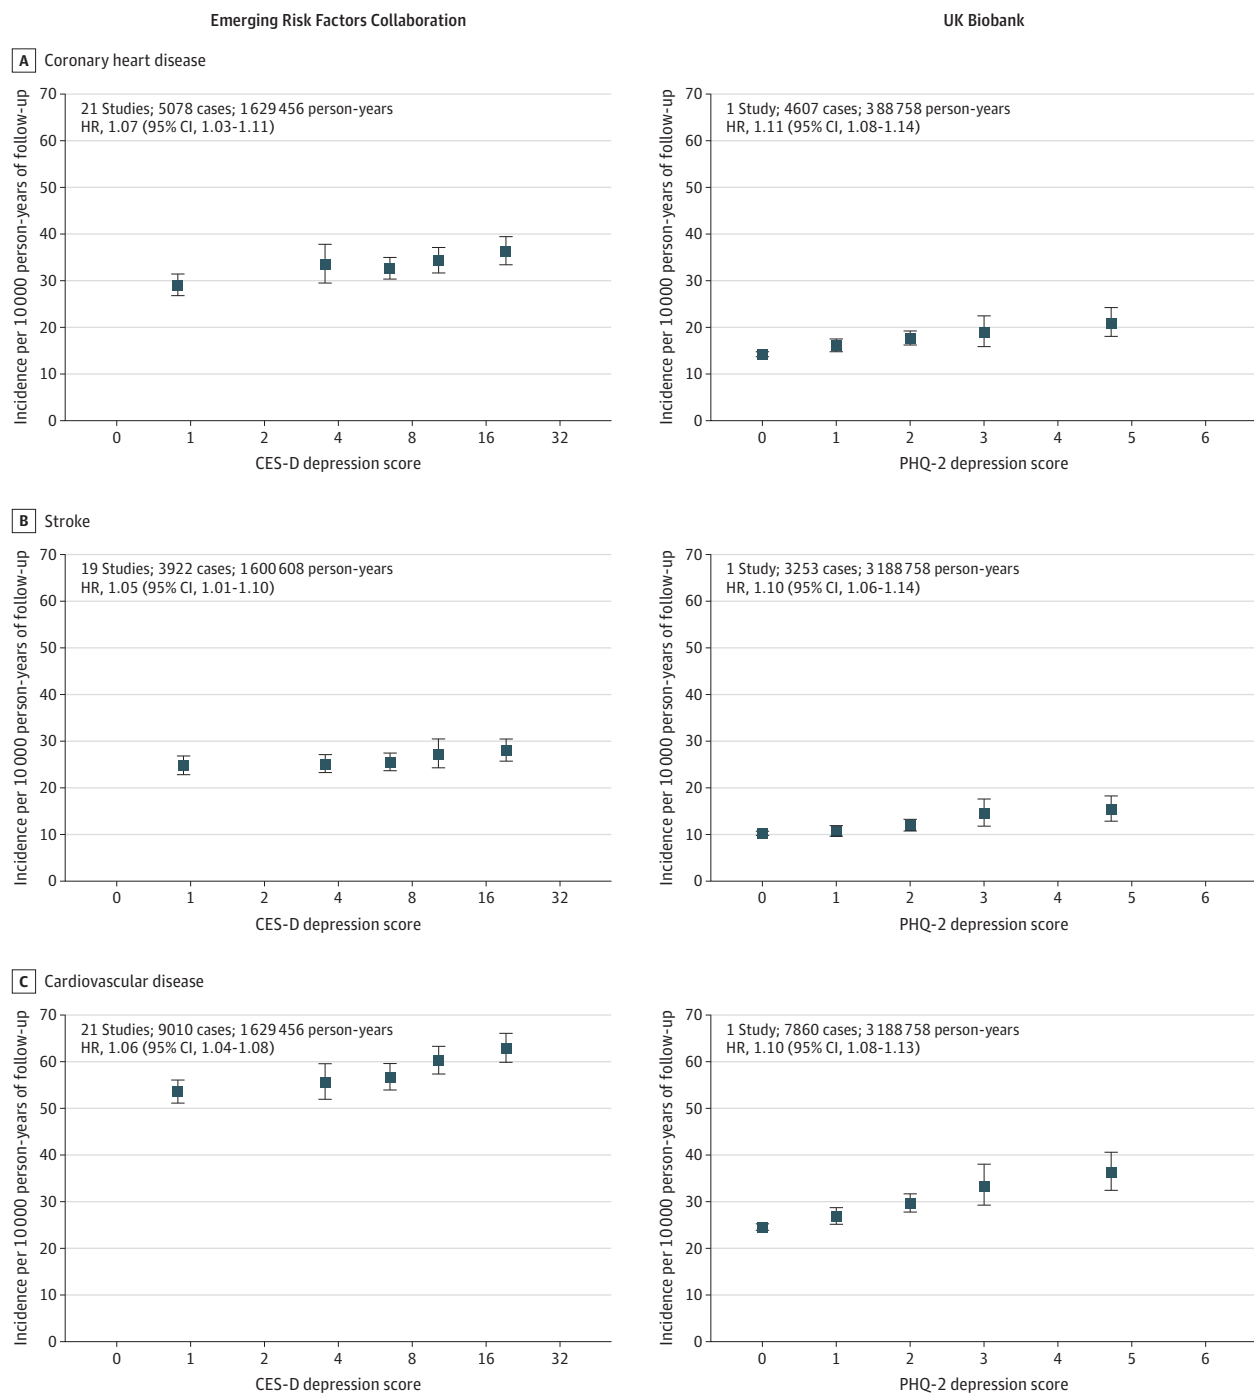 Emerging Risk Factors Collaboration
UK Biobank
A Coronary heart disease
Incidence per 10 000 person-years of follow-up
70
60
50
40
30
20
10
0
21 Studies; 5078 cases; 1 629 456 person-years
HR, 1.07 (95% CI, 1.03-1.11)
0 1 2 4 8 16 32
CES-D depression score
Incidence per 10 000 person-years of follow-up
70
60
50
40
30
20
10
0
1 Study; 4607 cases; 3 88 758 person-years
HR, 1.11 (95% CI, 1.08-1.14)
0 1 2 3 4 5 6
PHQ-2 depression score
B Stroke
Incidence per 10 000 person-years of follow-up
70
60
50
40
30
20
10
0
19 Studies; 3922 cases; 1 600 608 person-years
HR, 1.05 (95% CI, 1.01-1.10)
0 1 2 4 8 16 32
CES-D depression score
Incidence per 10 000 person-years of follow-up
70
60
50
40
30
20
10
0
1 Study; 3253 cases; 3 188 758 person-years
HR, 1.10 (95% CI, 1.06-1.14)
0 1 2 3 4 5 6
PHQ-2 depression score
C Cardiovascular disease
Incidence per 10 000 person-years of follow-up
70
60
50
40
30
20
10
0
21 Studies; 9010 cases; 1 629 456 person-years
HR, 1.06 (95% CI, 1.04-1.08)
0 1 2 4 8 16 32
CES-D depression score
Incidence per 10 000 person-years of follow-up
70
60
50
40
30
20
10
0
1 Study; 7860 cases; 3 188 758 person-years
HR, 1.10 (95% CI, 1.08-1.13)
0 1 2 3 4 5 6
PHQ-2 depression score